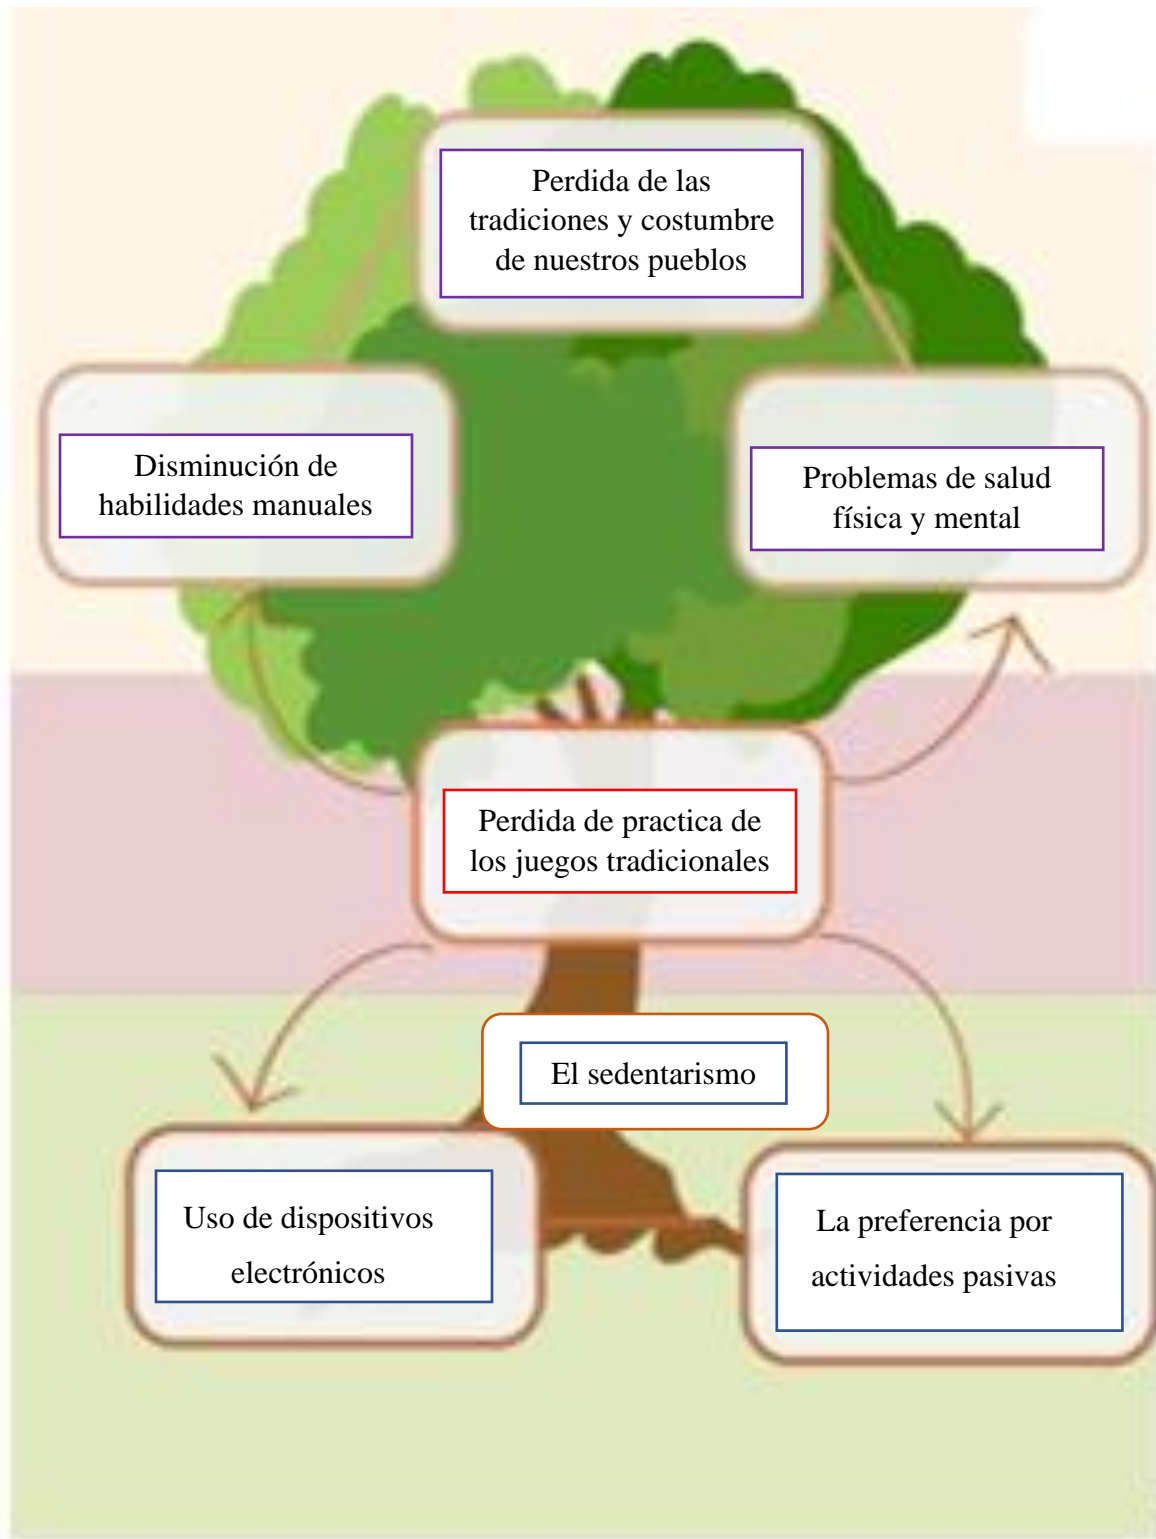 Perdida de las
tradiciones y costumbre
de nuestros pueblos
Disminución de
habilidades manuales
Problemas de salud
física y mental
Perdida de practica de
los juegos tradicionales
El sedentarismo
Uso de dispositivos
electrónicos
La preferencia por
actividades pasivas